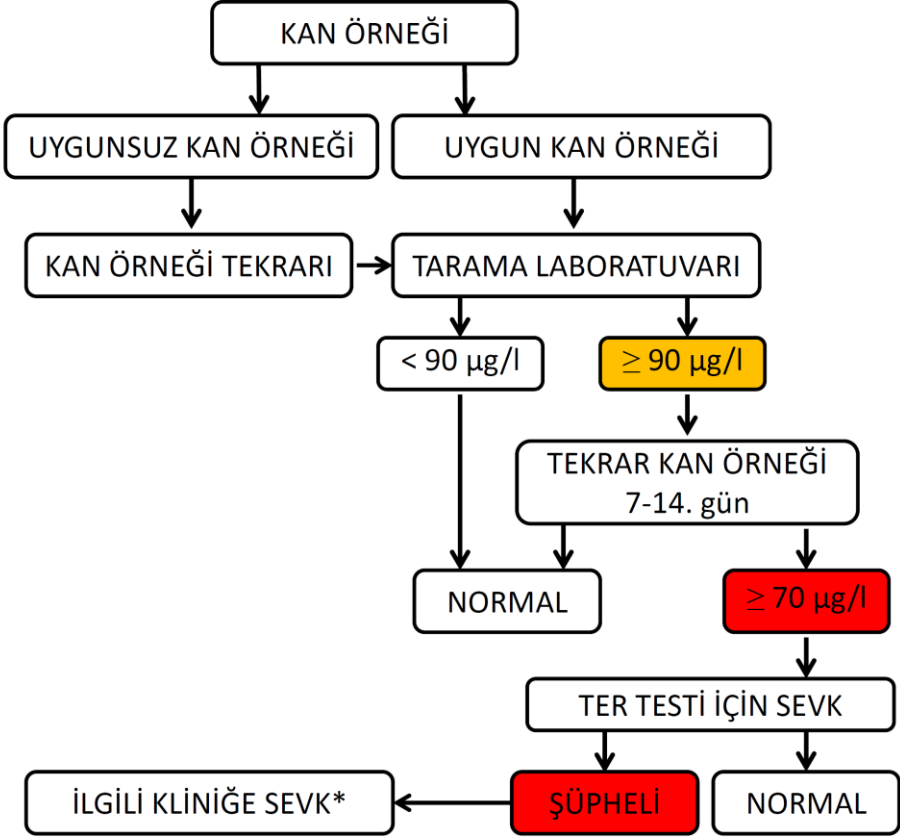 KAN ÖRNEĞİ
UYGUNSUZ KAN ÖRNEĞİ
UYGUN KAN ÖRNEĞİ
KAN ÖRNEĞİ TEKRARI
TARAMA LABORATUVARI
< 90 µg/l
≥ 90 µg/l
TEKRAR KAN ÖRNEĞİ
7-14. gün
NORMAL
≥ 70 µg/l
TER TESTİ İÇİN SEVK
İLGİLİ KLİNİĞE SEVK*
ŞÜPHELİ
NORMAL